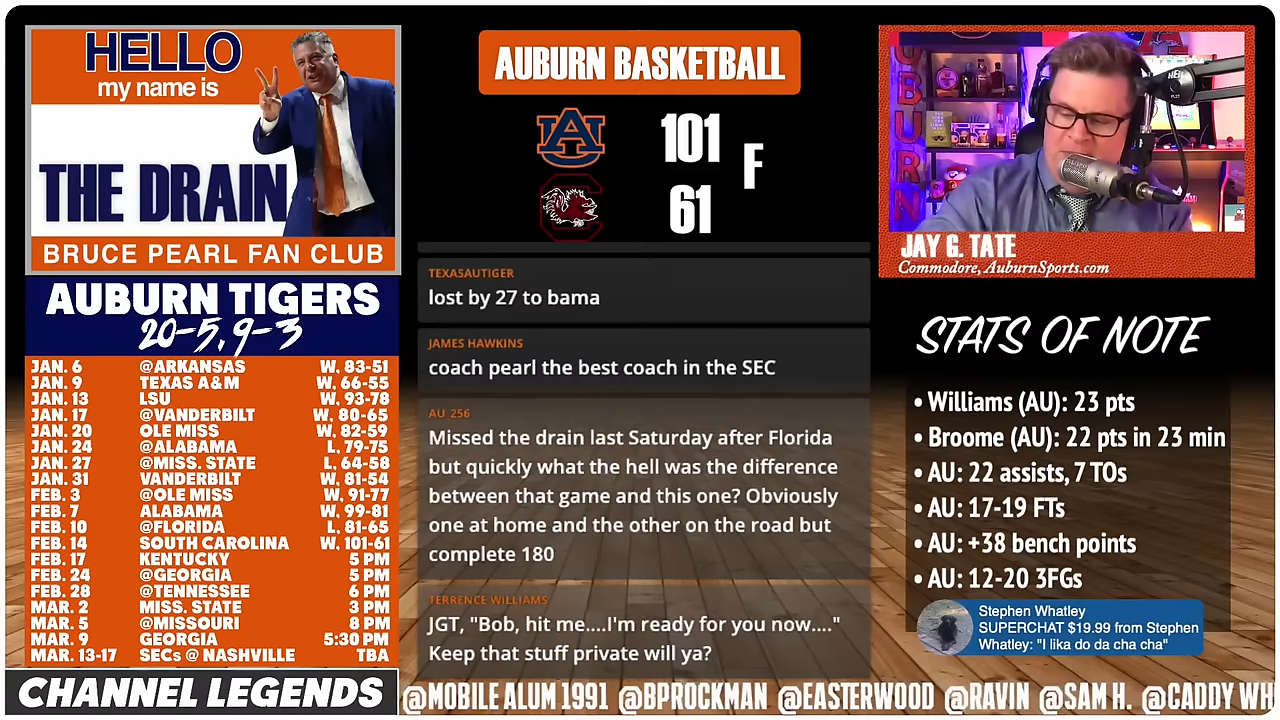 HELLO
my name is
THE DRAIN
BRUCE PEARL FAN CLUB
AUBURN TIGERS
20-5, 9-3
JAN. 6 @ARKANSAS W, 83-51
JAN. 9 TEXAS A&M W, 66-55
JAN. 13 LSU W, 93-78
JAN. 17 @VANDERBILT W, 80-65
JAN. 20 OLE MISS W, 82-59
JAN. 24 @ALABAMA L, 79-75
JAN. 27 @MISS. STATE L, 64-58
JAN. 31 VANDERBILT W, 81-54
FEB. 3 @OLE MISS W, 91-77
FEB. 7 ALABAMA W, 99-81
FEB. 10 @FLORIDA L, 81-65
FEB. 14 SOUTH CAROLINA W, 101-61
FEB. 17 KENTUCKY 5 PM
FEB. 24 @GEORGIA 5 PM
FEB. 28 @TENNESSEE 6 PM
MAR. 2 MISS. STATE 3 PM
MAR. 5 @MISSOURI 8 PM
MAR. 9 GEORGIA 5:30 PM
MAR. 13-17 SECs @ NASHVILLE TBA
CHANNEL LEGENDS
AUBURN BASKETBALL
AU
101
F
C
61
TEXASAUTIGER
lost by 27 to bama
JAMES HAWKINS
coach pearl the best coach in the SEC
AU 256
Missed the drain last Saturday after Florida
but quickly what the hell was the difference
between that game and this one? Obviously
one at home and the other on the road but
complete 180
TERRENCE WILLIAMS
JGT, "Bob, hit me....I'm ready for you now...."
Keep that stuff private will ya?
AUBURN
HEIL
JAY G. TATE
Commodore, AuburnSports.com
STATS OF NOTE
• Williams (AU): 23 pts
• Broome (AU): 22 pts in 23 min
• AU: 22 assists, 7 TOs
• AU: 17-19 FTs
• AU: +38 bench points
• AU: 12-20 3FGs
Stephen Whatley
SUPERCHAT $19.99 from Stephen
Whatley: "I lika do da cha cha"
@MOBILE ALUM 1991 @BPROCKMAN @EASTERWOOD @RAVIN @SAM H. @CADDY WH